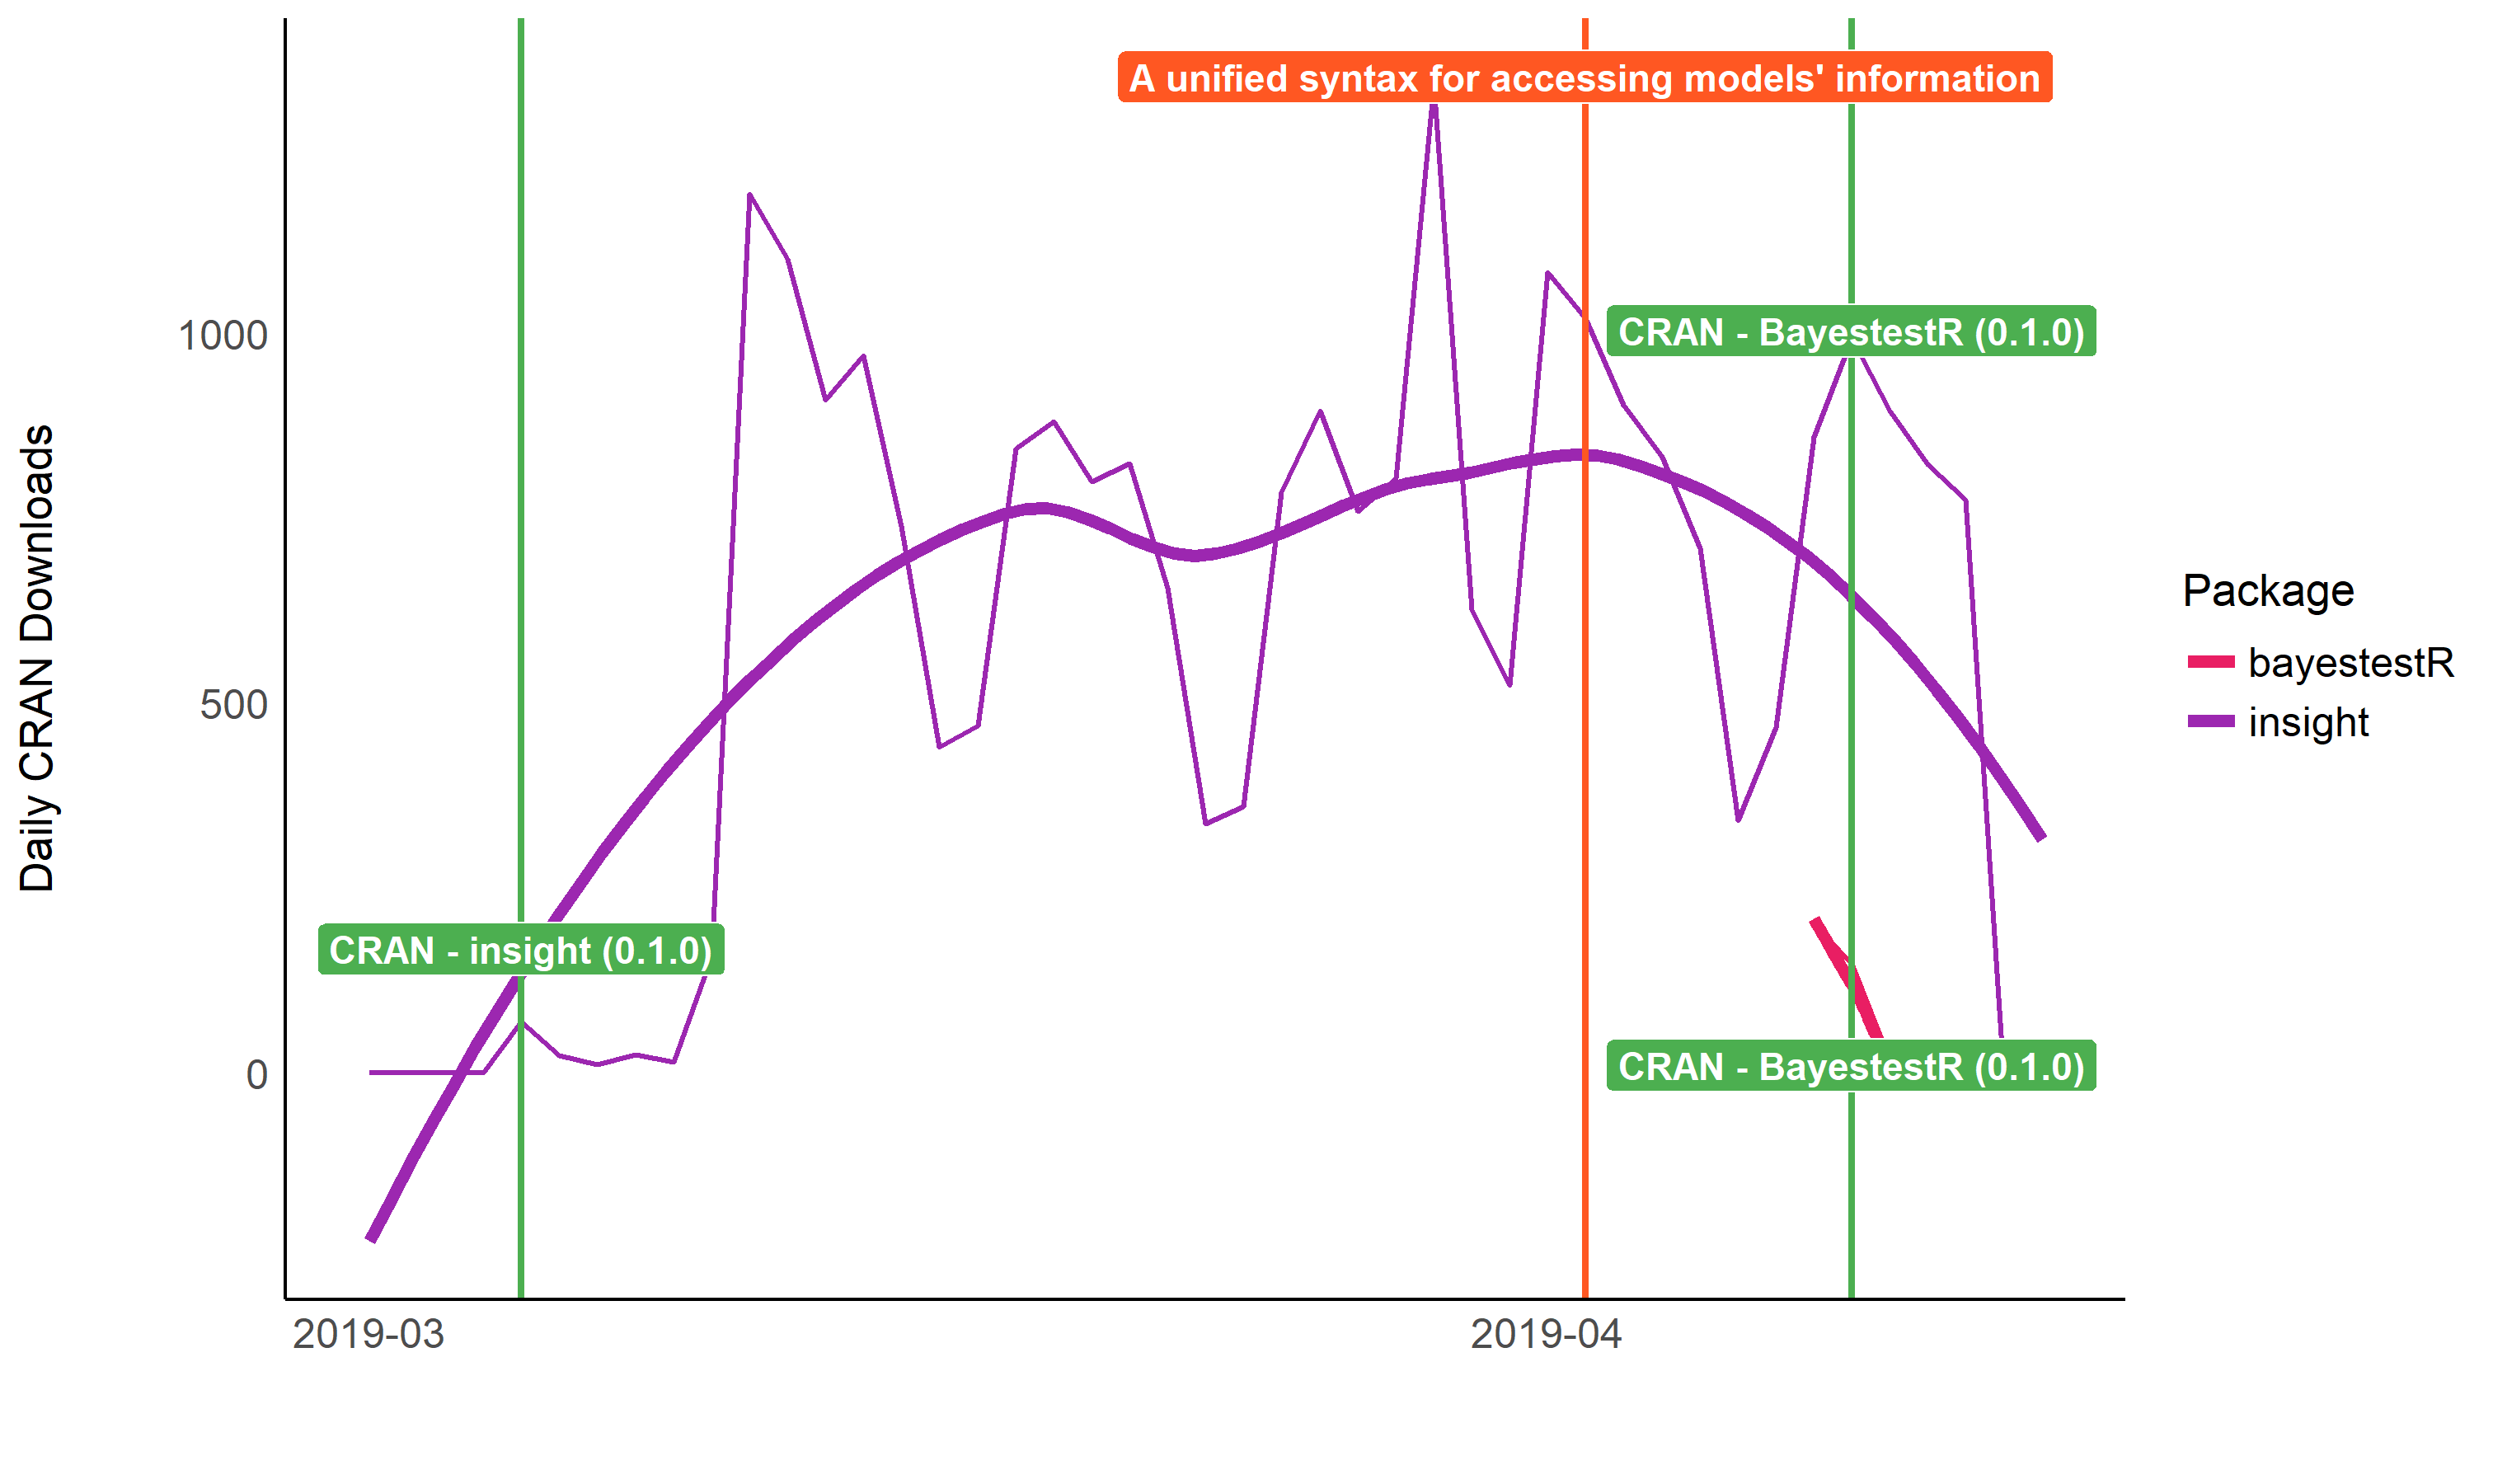 A unified syntax for accessing models' information
CRAN - BayestestR (0.1.0)
CRAN - insight (0.1.0)
CRAN - BayestestR (0.1.0)
Daily CRAN Downloads
1000
500
0
2019-03
2019-04
Package
bayestestR
insight